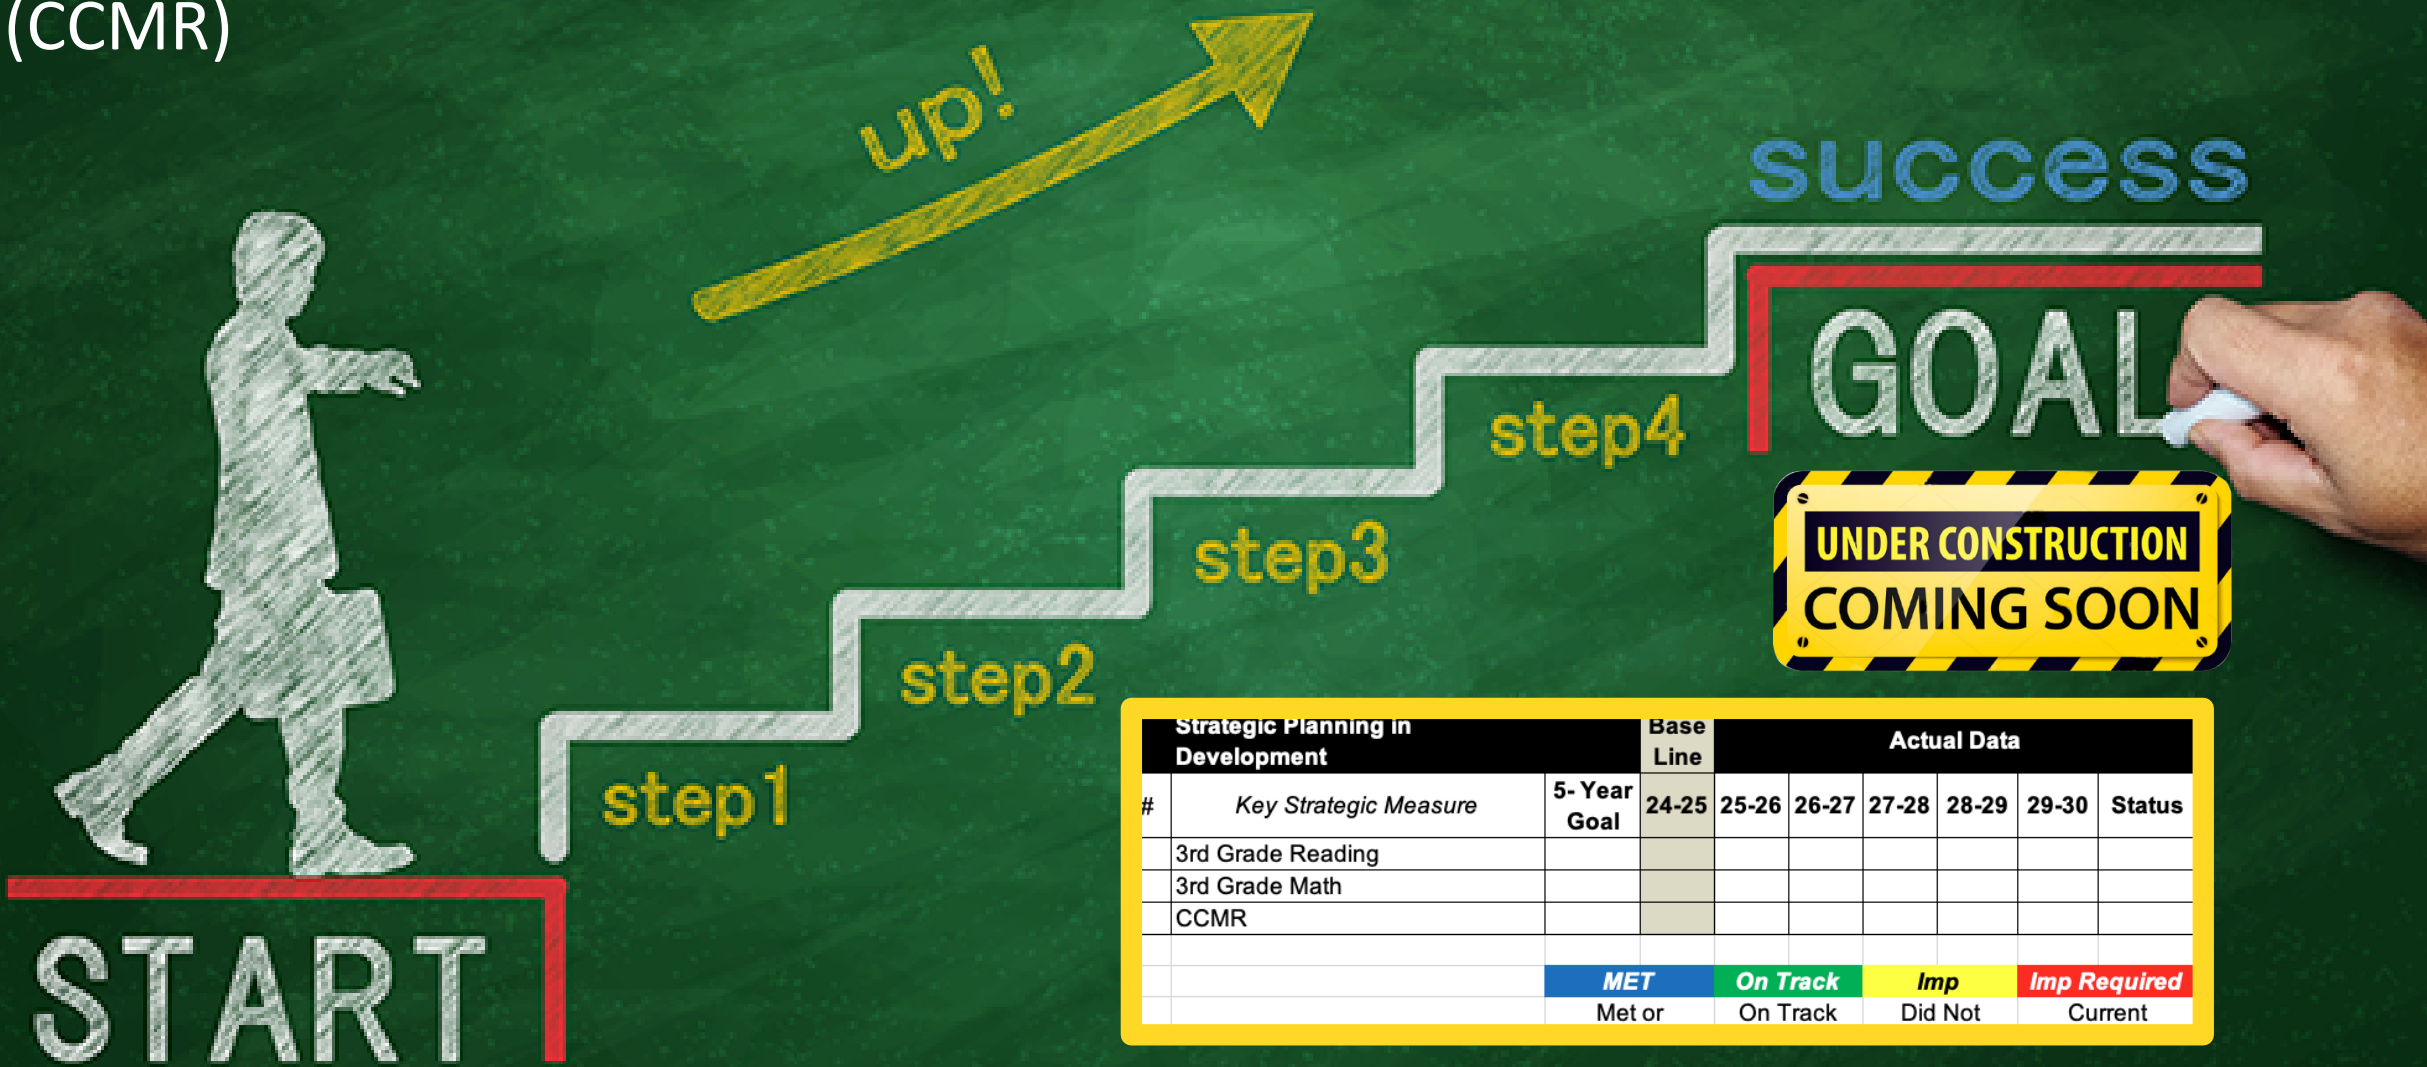 (CCMR)
up!
success
GOAL
step4
UNDER CONSTRUCTION
COMING SOON
step3
step2
step1
START
Strategic Planning in Development
Base Line
Actual Data
#
Key Strategic Measure
5- Year Goal
24-25
25-26
26-27
27-28
28-29
29-30
Status
3rd Grade Reading
3rd Grade Math
CCMR
MET
On Track
Imp
Imp Required
Met or
On Track
Did Not
Current